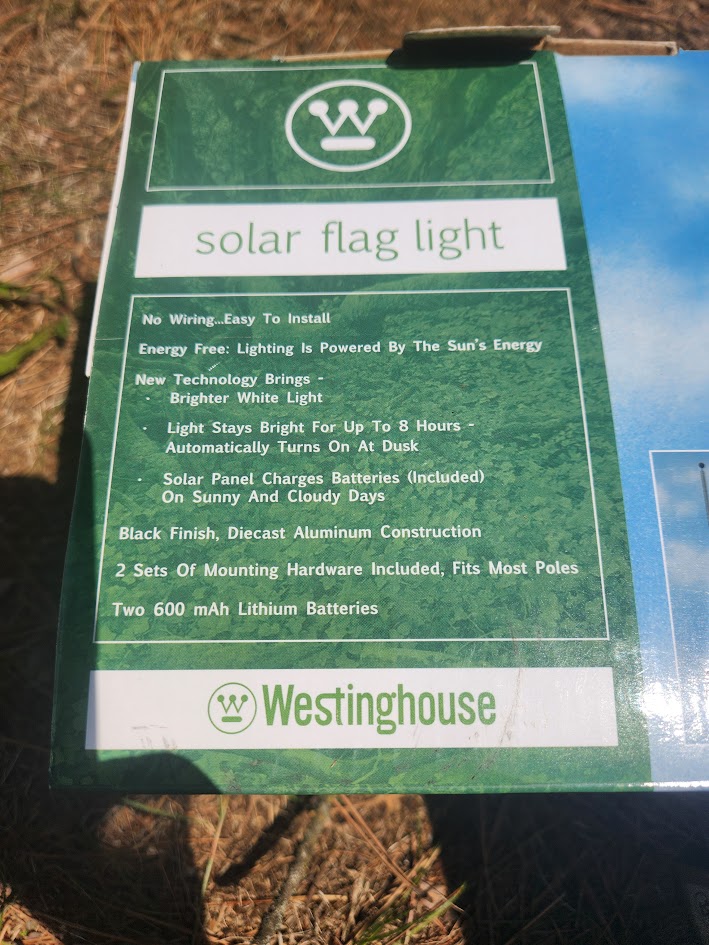 solar flag light
No Wiring...Easy To Install
Energy Free: Lighting Is Powered By The Sun's Energy
New Technology Brings -
· Brighter White Light
· Light Stays Bright For Up To 8 Hours -
Automatically Turns On At Dusk
· Solar Panel Charges Batteries (Included)
On Sunny And Cloudy Days
Black Finish, Diecast Aluminum Construction
2 Sets Of Mounting Hardware Included, Fits Most Poles
Two 600 mAh Lithium Batteries
Westinghouse